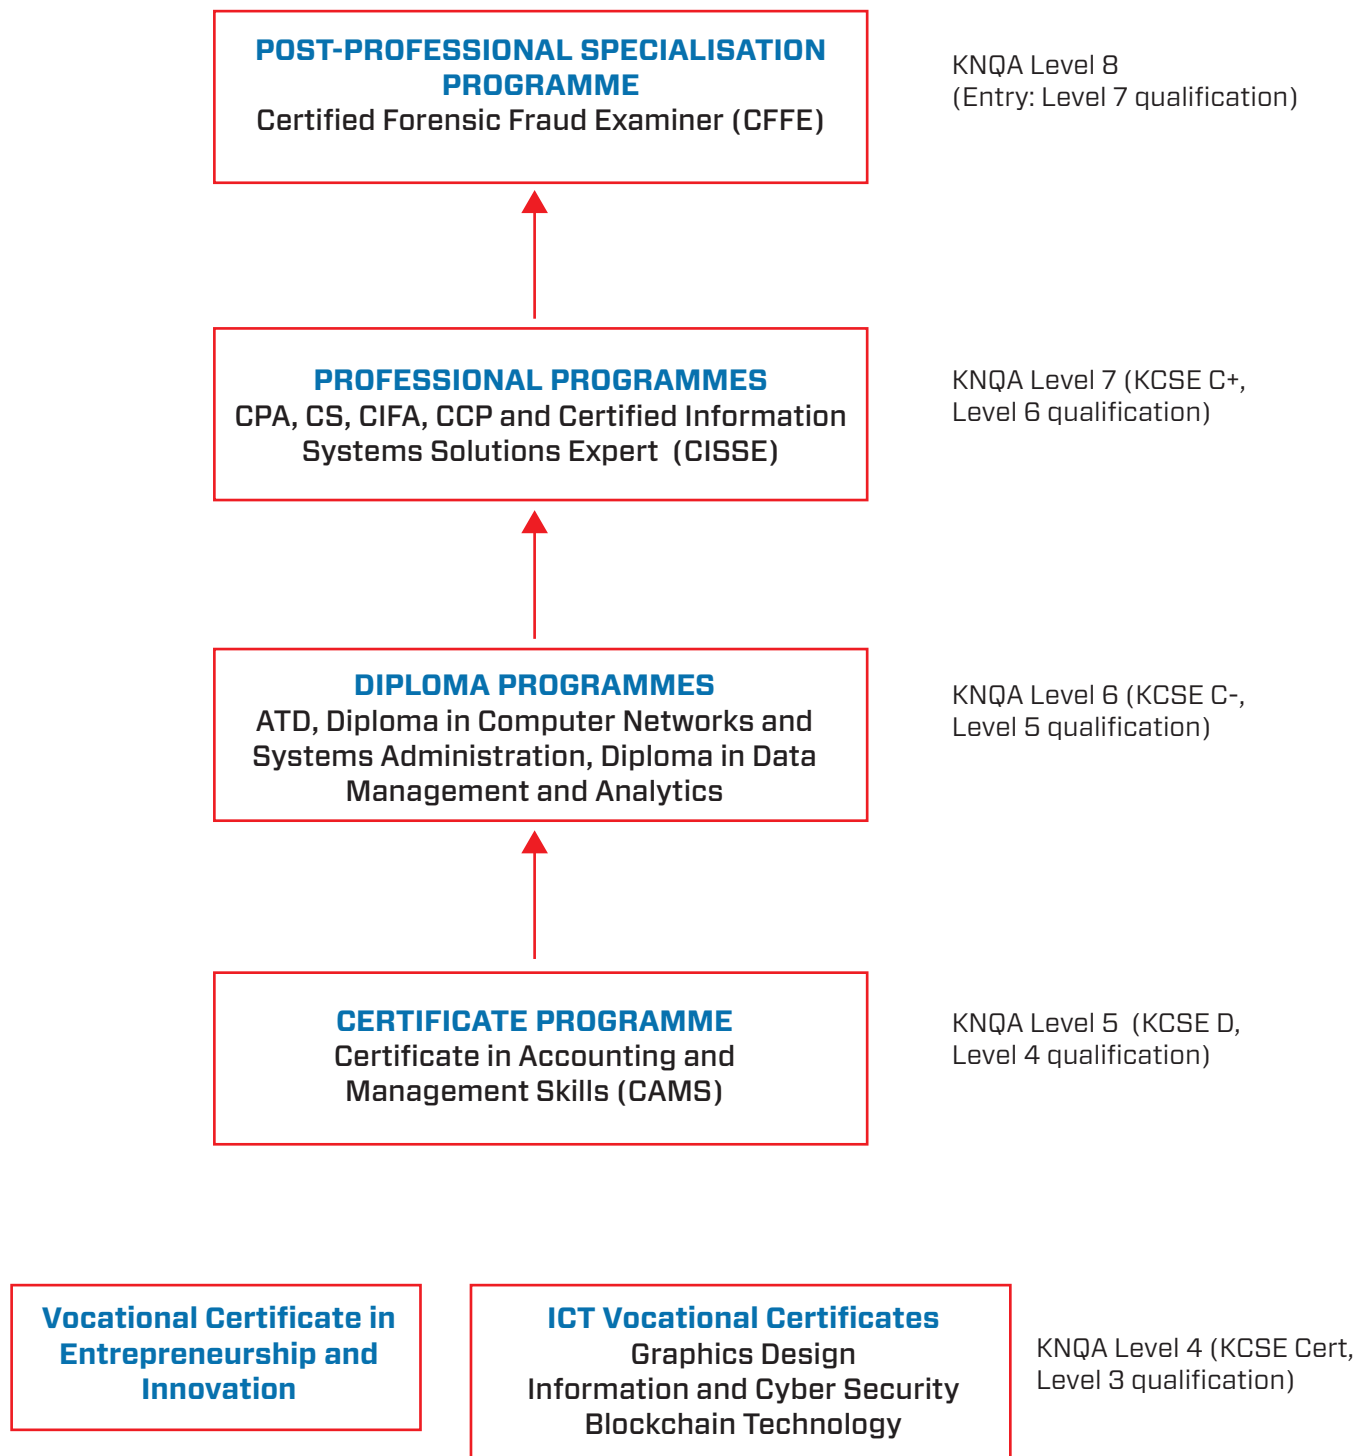 POST-PROFESSIONAL SPECIALISATION
PROGRAMME
Certified Forensic Fraud Examiner (CFFE)
KNQA Level 8
(Entry: Level 7 qualification)
PROFESSIONAL PROGRAMMES
CPA, CS, CIFA, CCP and Certified Information
Systems Solutions Expert (CISSE)
KNQA Level 7 (KCSE C+,
Level 6 qualification)
DIPLOMA PROGRAMMES
ATD, Diploma in Computer Networks and
Systems Administration, Diploma in Data
Management and Analytics
KNQA Level 6 (KCSE C-,
Level 5 qualification)
CERTIFICATE PROGRAMME
Certificate in Accounting and
Management Skills (CAMS)
KNQA Level 5 (KCSE D,
Level 4 qualification)
Vocational Certificate in
Entrepreneurship and
Innovation
ICT Vocational Certificates
Graphics Design
Information and Cyber Security
Blockchain Technology
KNQA Level 4 (KCSE Cert,
Level 3 qualification)